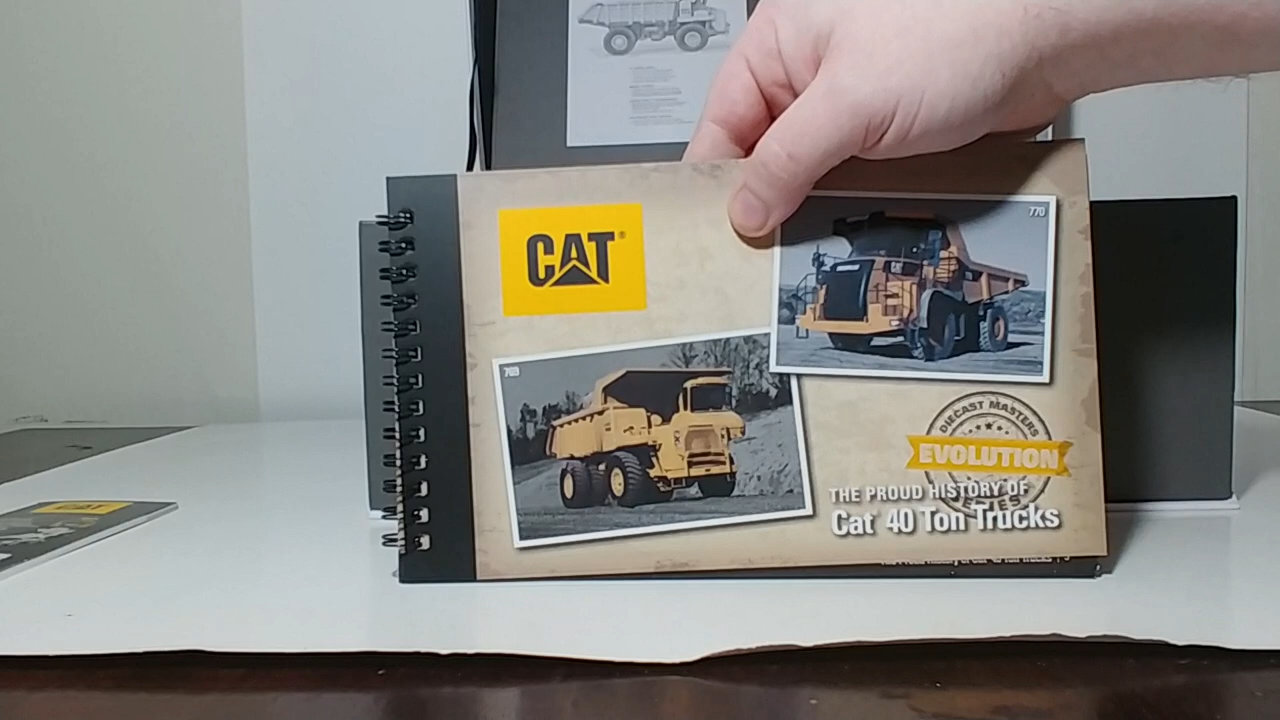 CAT®
770
769
DIECAST MASTERS
EVOLUTION
THE PROUD HISTORY OF
Cat® 40 Ton Trucks